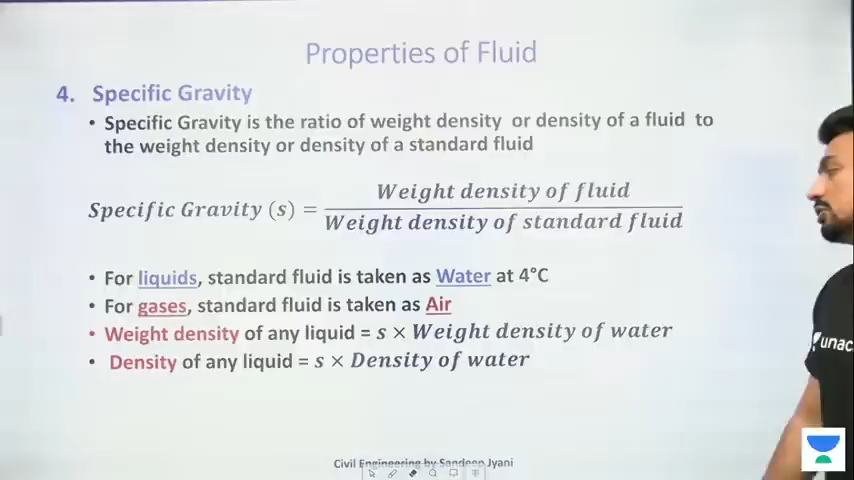 Properties of Fluid
4. Specific Gravity
• Specific Gravity is the ratio of weight density or density of a fluid to
the weight density or density of a standard fluid
Specific Gravity (s) = Weight density of fluid / Weight density of standard fluid
• For liquids, standard fluid is taken as Water at 4°C
• For gases, standard fluid is taken as Air
• Weight density of any liquid = s × Weight density of water
• Density of any liquid = s × Density of water
unac
Civil Engineering by Sandeep Jyani